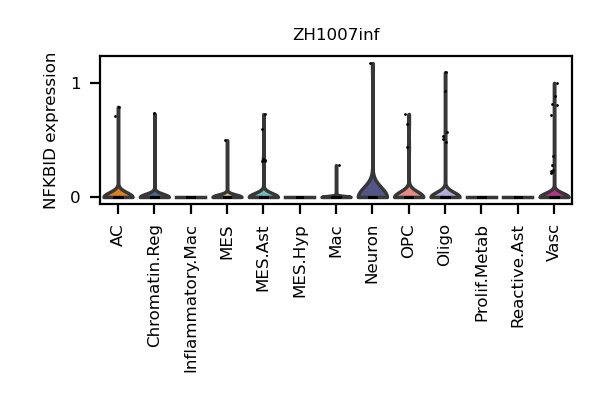 ZH1007inf
NFKBID expression
1
0
AC
Chromatin.Reg
Inflammatory.Mac
MES
MES.Ast
MES.Hyp
Mac
Neuron
OPC
Oligo
Prolif.Metab
Reactive.Ast
Vasc